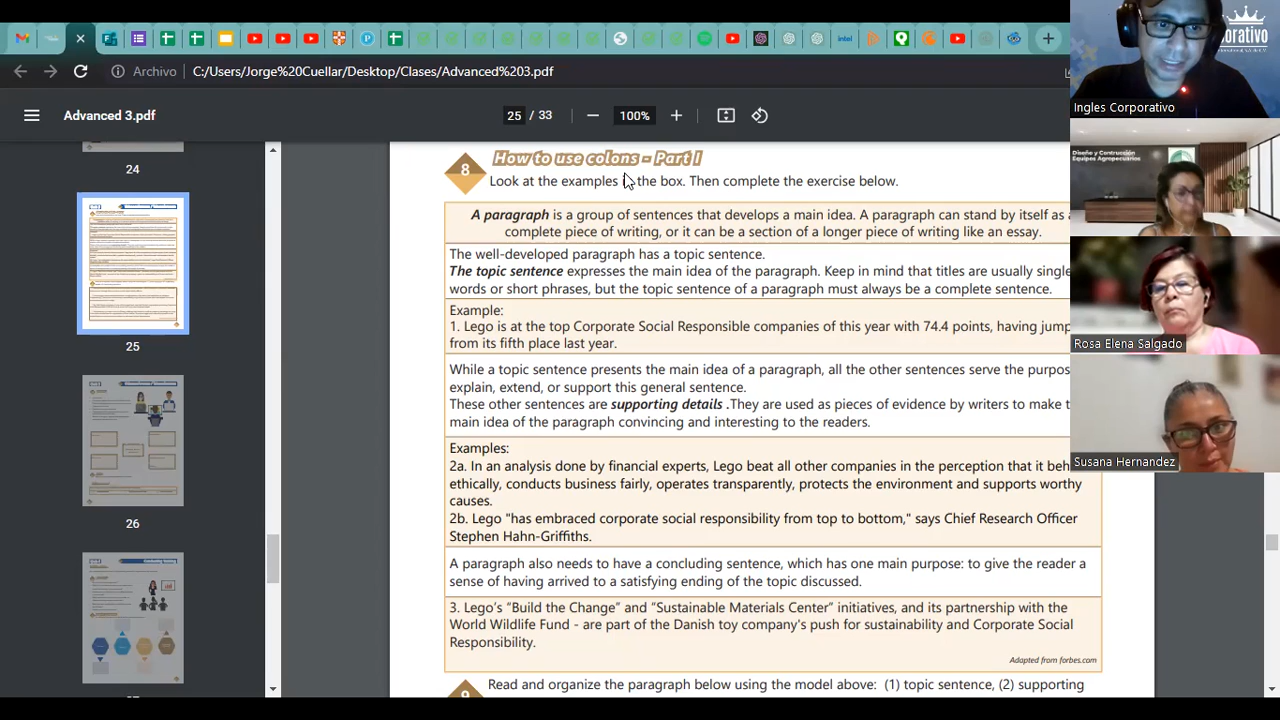 Archivo
C:/Users/Jorge%20Cuellar/Desktop/Clases/Advanced%203.pdf
Advanced 3.pdf
25 / 33
100%
24
25
26
8
How to use colons - Part I
Look at the examples the box. Then complete the exercise below.
A paragraph is a group of sentences that develops a main idea. A paragraph can stand by itself as
complete piece of writing, or it can be a section of a longer piece of writing like an essay.
The well-developed paragraph has a topic sentence.
The topic sentence expresses the main idea of the paragraph. Keep in mind that titles are usually single
words or short phrases, but the topic sentence of a paragraph must always be a complete sentence.
Example:
1. Lego is at the top Corporate Social Responsible companies of this year with 74.4 points, having jump
from its fifth place last year.
While a topic sentence presents the main idea of a paragraph, all the other sentences serve the purpos
explain, extend, or support this general sentence.
These other sentences are supporting details .They are used as pieces of evidence by writers to make t
main idea of the paragraph convincing and interesting to the readers.
Examples:
2a. In an analysis done by financial experts, Lego beat all other companies in the perception that it beh
ethically, conducts business fairly, operates transparently, protects the environment and supports worthy
causes.
2b. Lego "has embraced corporate social responsibility from top to bottom," says Chief Research Officer
Stephen Hahn-Griffiths.
A paragraph also needs to have a concluding sentence, which has one main purpose: to give the reader a
sense of having arrived to a satisfying ending of the topic discussed.
3. Lego's "Build the Change" and "Sustainable Materials Center" initiatives, and its partnership with the
World Wildlife Fund - are part of the Danish toy company's push for sustainability and Corporate Social
Responsibility.
Adapted from forbes.com
9
Read and organize the paragraph below using the model above: (1) topic sentence, (2) supporting
orativo
Ingles Corporativo
Diseño y Contrucción
Equipos Agropecuarios
Rosa Elena Salgado
Susana Hernandez
intel